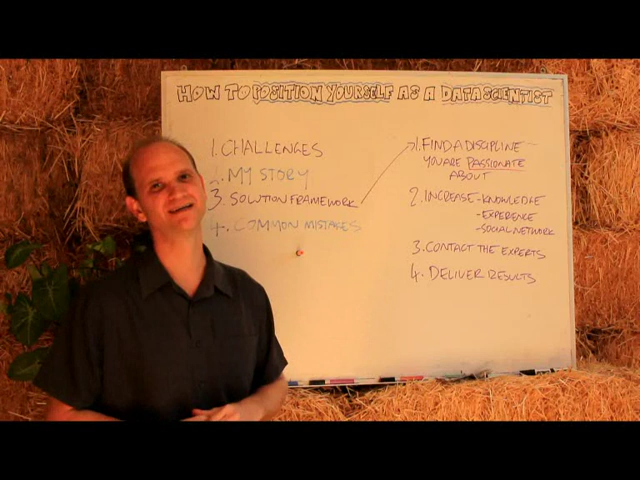 HOW TO POSITION YOURSELF AS A DATA SCIENTIST
1. CHALLENGES
2. MY STORY
3. SOLUTION FRAMEWORK
4. COMMON MISTAKES
1. FIND A DISCIPLINE
YOU ARE PASSIONATE
ABOUT
2. INCREASE - KNOWLEDGE
- EXPERIENCE
- SOCIAL NETWORK
3. CONTACT THE EXPERTS
4. DELIVER RESULTS